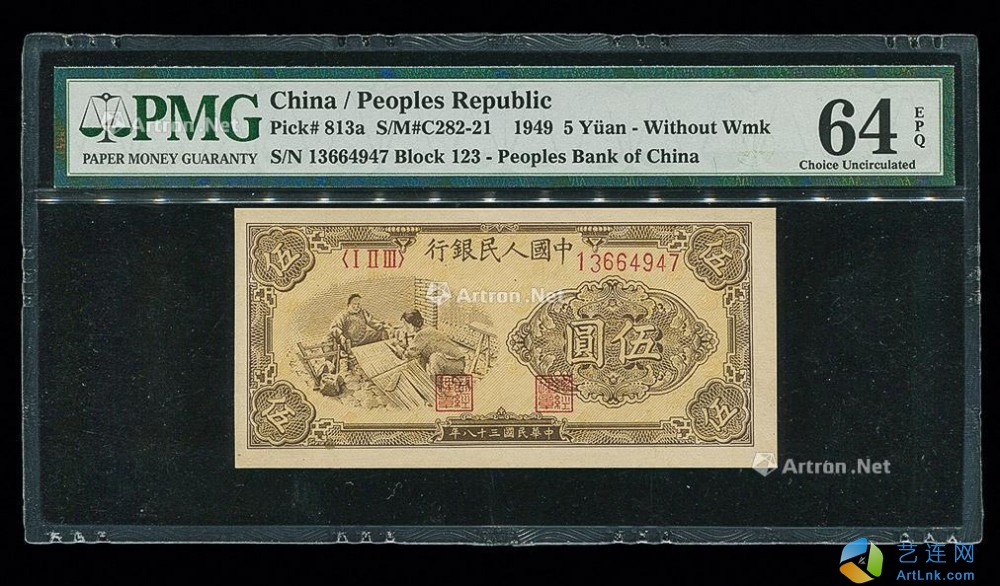 PMG
PAPER MONEY GUARANTY
China / Peoples Republic
Pick# 813a S/M#C282-21 1949 5 Yüan - Without Wmk
S/N 13664947 Block 123 - Peoples Bank of China
64
EPQ
Choice Uncirculated
行銀民人國中
〈I II III〉
13664947
伍
伍
圓伍
伍
伍
年八十三國民華中
Artron.Net
Artron.Net
Artron.Net
艺连网
ArtLnk.com